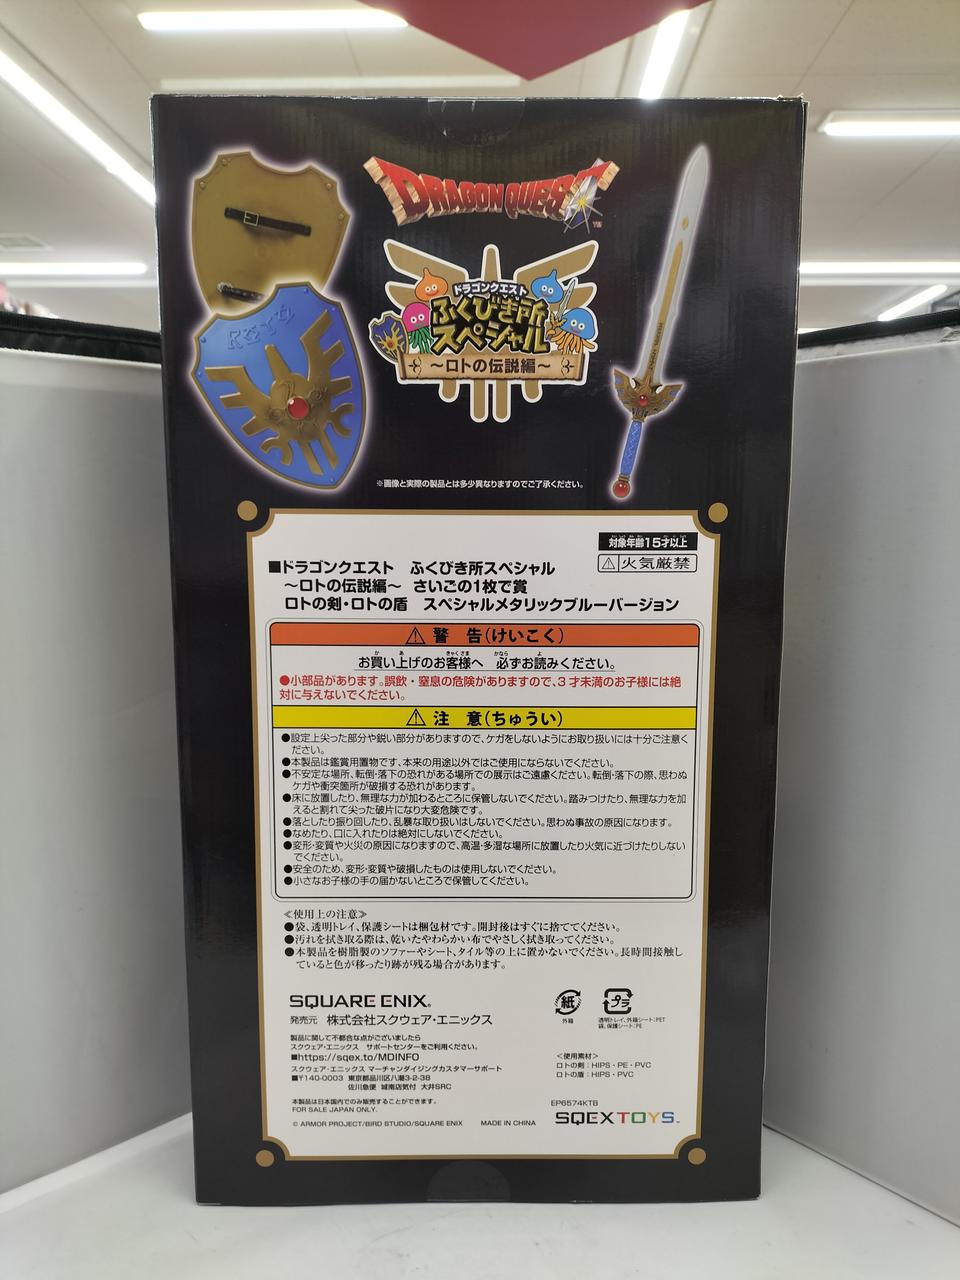 DRAGON QUEST
TM
ドラゴンクエスト
ふくびき所
スペシャル
～ロトの伝説編～
※画像と実際の製品とは多少異なりますのでご了承ください。
対象年齢15才以上
⚠火気厳禁
■ドラゴンクエスト ふくびき所スペシャル
～ロトの伝説編～ さいごの1枚で賞
ロトの剣・ロトの盾 スペシャルメタリックブルーバージョン
⚠ 警 告(けいこく)
お買い上げのお客様へ 必ずお読みください。
●小部品があります。誤飲・窒息の危険がありますので、3才未満のお子様には絶
対に与えないでください。
⚠ 注 意(ちゅうい)
●設定上尖った部分や鋭い部分がありますので、ケガをしないようにお取り扱いには十分ご注意く
ださい。
●本製品は鑑賞用置物です、本来の用途以外ではご使用にならないでください。
●不安定な場所、転倒・落下の恐れがある場所での展示はご遠慮ください。転倒・落下の際、思わぬ
ケガや衝突箇所が破損する恐れがあります。
●床に放置したり、無理な力が加わるところに保管しないでください。踏みつけたり、無理な力を加
えると割れて尖った破片になり大変危険です。
●落としたり振り回したり、乱暴な取り扱いはしないでください。思わぬ事故の原因になります。
●なめたり、口に入れたりは絶対にしないでください。
●変形・変質や火災の原因になりますので、高温・多湿な場所に放置したり火気に近づけたりしない
でください。
●安全のため、変形・変質や破損したものは使用しないでください。
●小さなお子様の手の届かないところで保管してください。
≪使用上の注意≫
●袋、透明トレイ、保護シートは梱包材です。開封後はすぐに捨ててください。
●汚れを拭き取る際は、乾いたやわらかい布でやさしく拭き取ってください。
●本製品を樹脂製のソファーやシート、タイル等の上に置かないでください。長時間接触し
ていると色が移ったり跡が残る場合があります。
SQUARE ENIX®
発売元 株式会社スクウェア・エニックス
紙
外箱
プラ
透明トレイ、外箱シート:PET
袋、保護シート:PE
製品に関して不都合な点がございましたら
スクウェア・エニックス サポートセンターをご利用ください。
■https://sqex.to/MDINFO
スクウェア・エニックス マーチャンダイジングカスタマーサポート
■〒140-0003 東京都品川区八潮3-2-38
佐川急便 城南店気付 大井SRC
<使用素材>
ロトの剣:HIPS・PE・PVC
ロトの盾:HIPS・PVC
本製品は日本国内でのみ販売することができます。
FOR SALE JAPAN ONLY.
EP6574KTB
SQEX TOYS™
© ARMOR PROJECT/BIRD STUDIO/SQUARE ENIX MADE IN CHINA